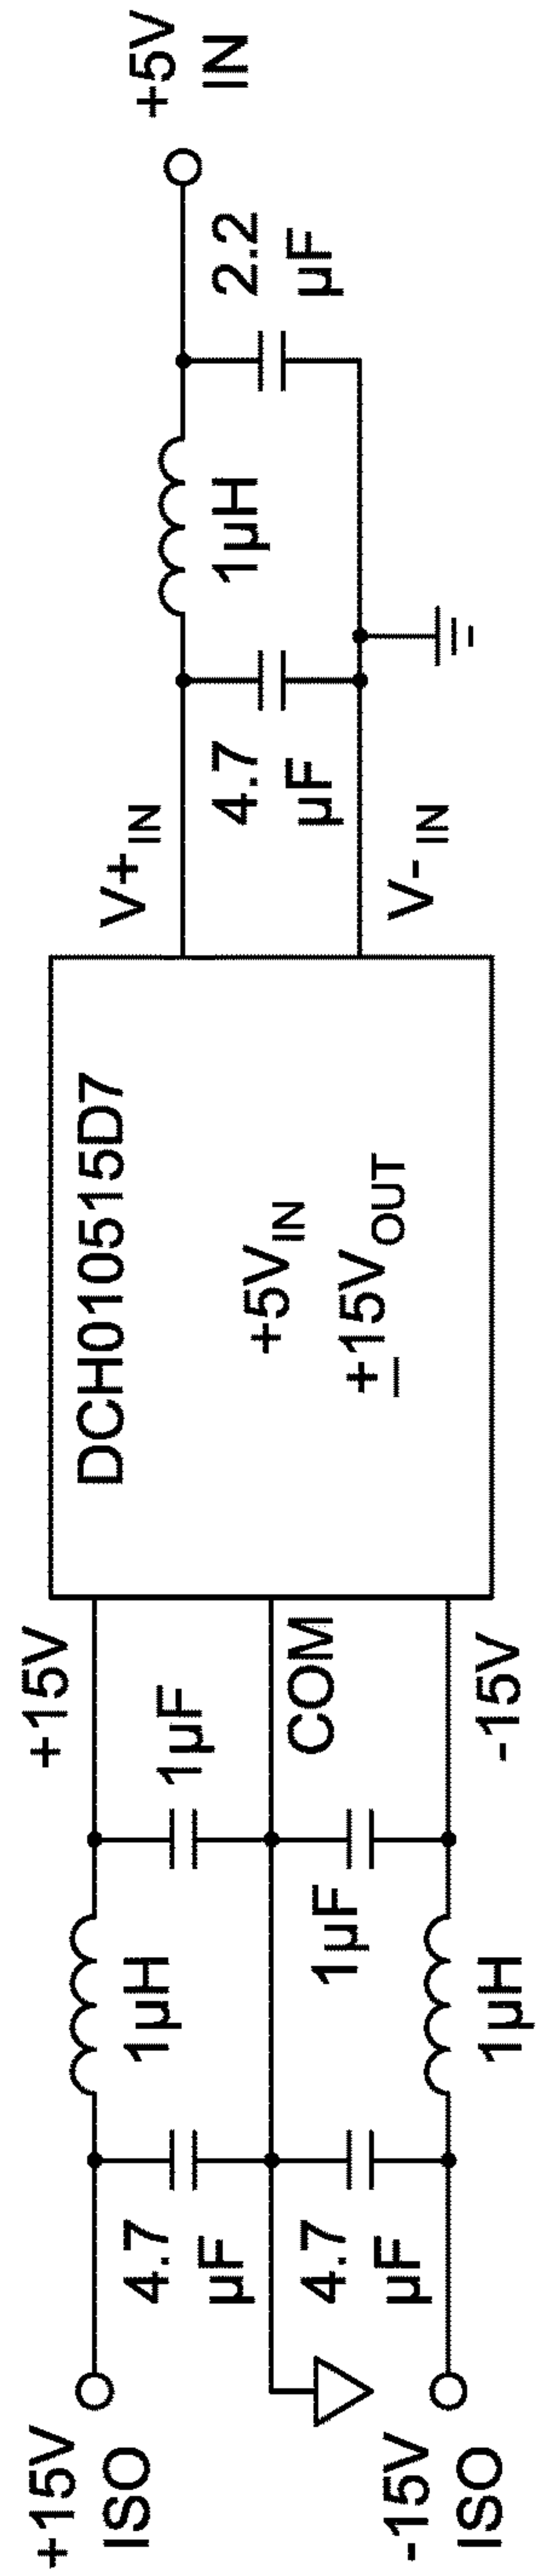 +15V
ISO
4.7
µF
1µH
1µF
+15V
4.7
µF
1µF
COM
-15V
ISO
1µH
-15V
DCH010515D7
+5VIN
±15VOUT
V+IN
V-IN
4.7
µF
1µH
2.2
µF
+5V
IN